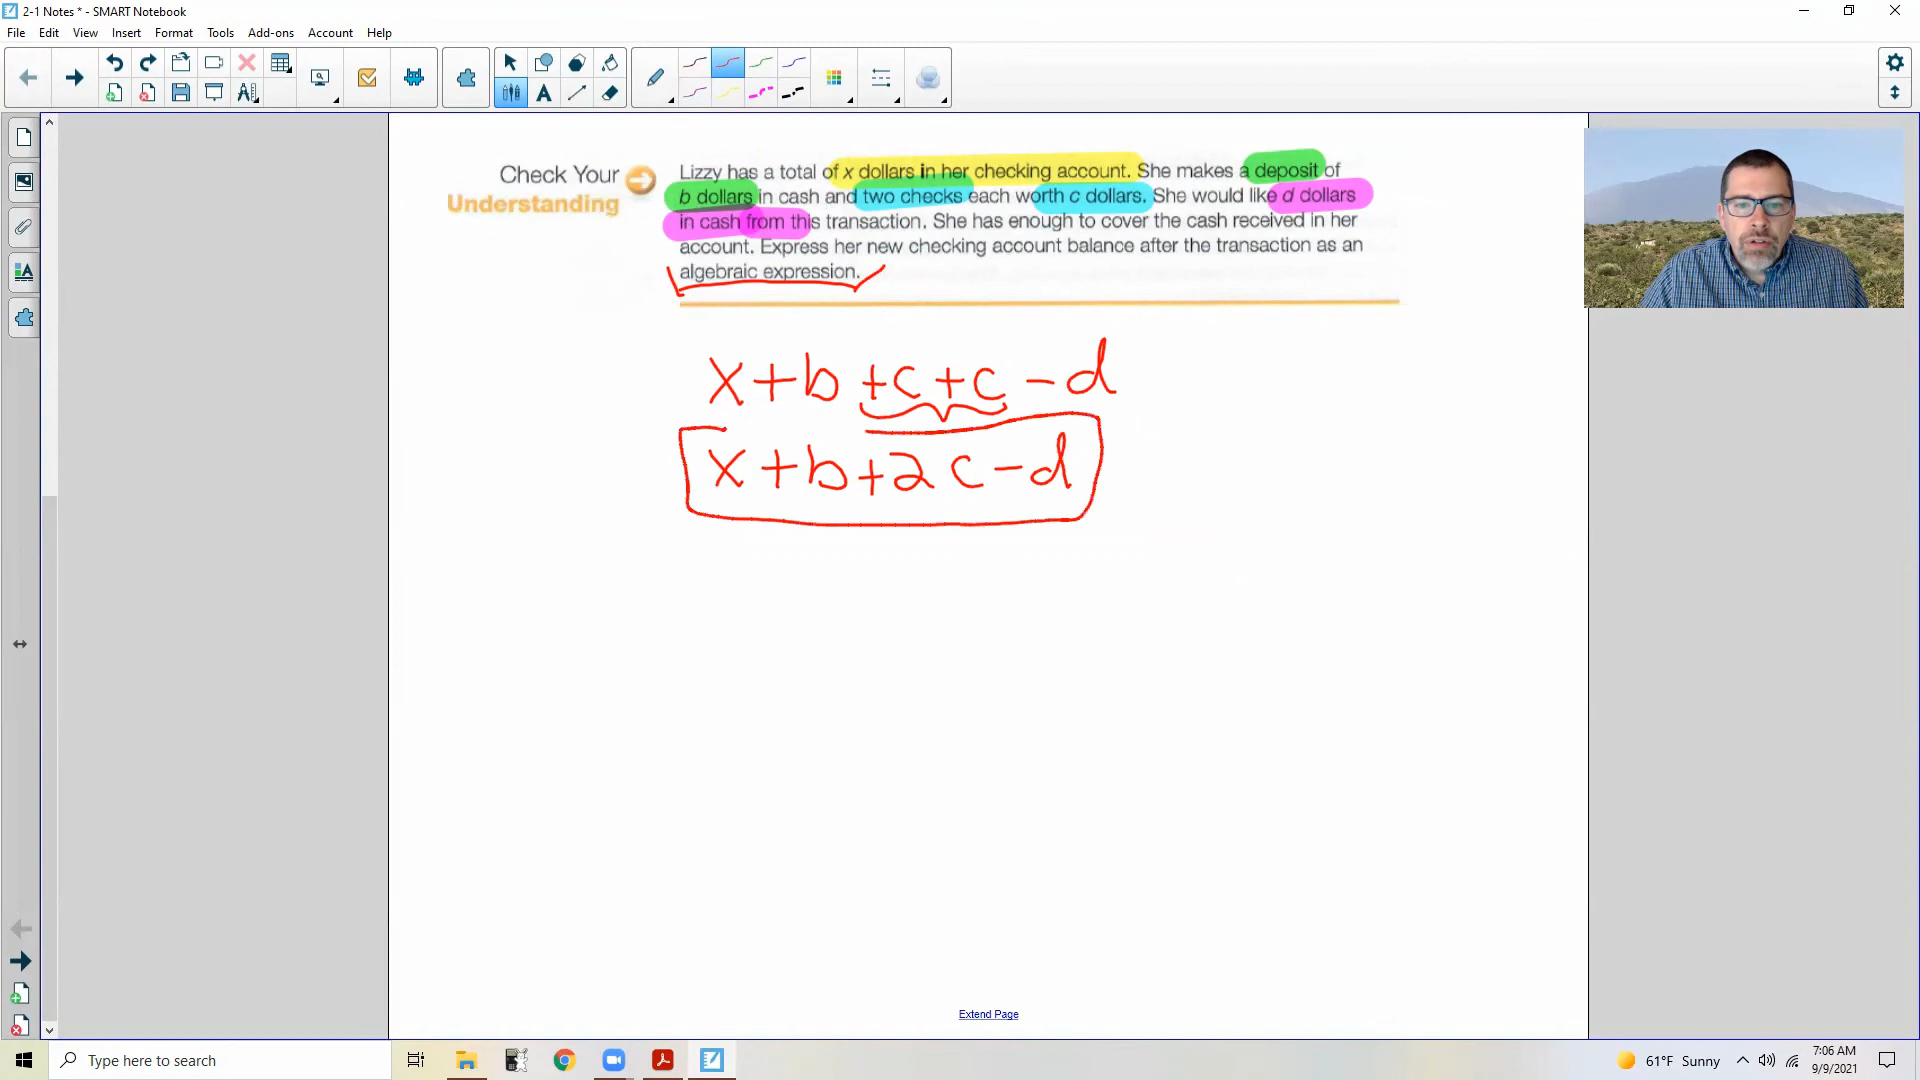 2-1 Notes * - SMART Notebook
File Edit View Insert Format Tools Add-ons Account Help
Check Your
Understanding
Lizzy has a total of x dollars in her checking account. She makes a deposit of
b dollars in cash and two checks each worth c dollars. She would like d dollars
in cash from this transaction. She has enough to cover the cash received in her
account. Express her new checking account balance after the transaction as an
algebraic expression.
x+b+c+c-d
x+b+2c-d
Extend Page
Type here to search
61°F Sunny
7:06 AM
9/9/2021